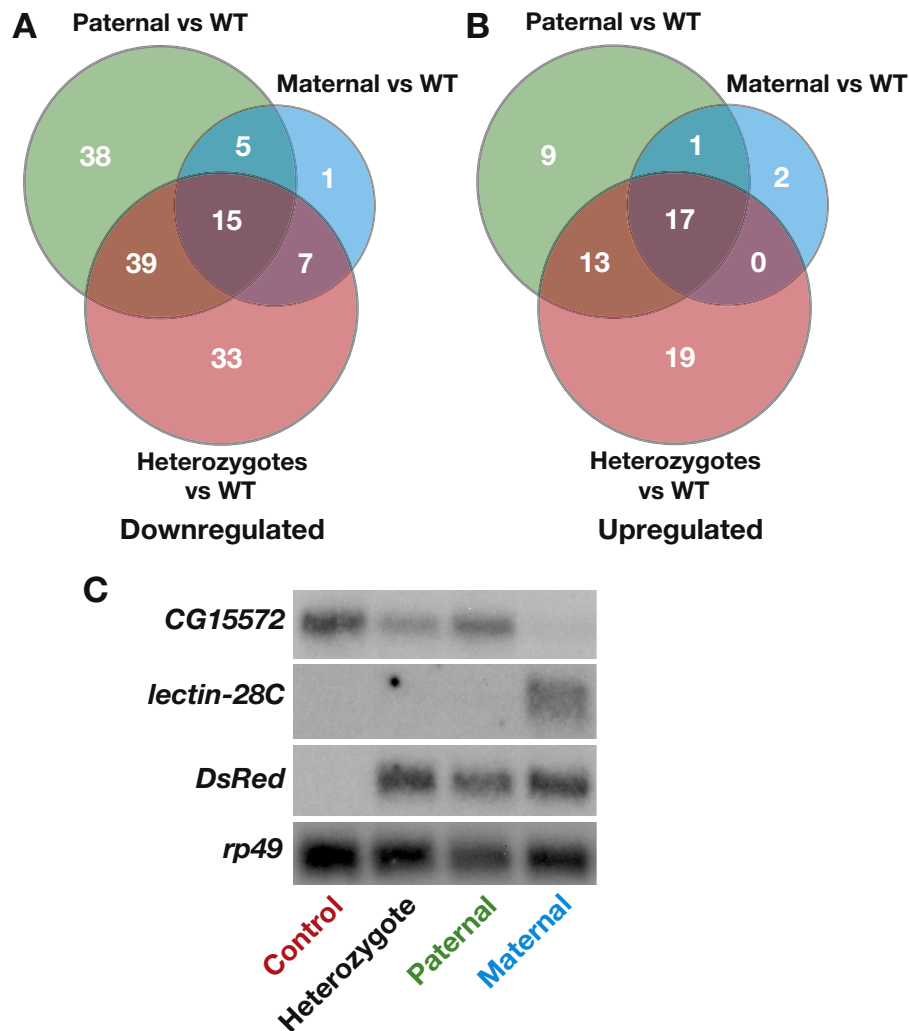 A
Paternal vs WT
Maternal vs WT
38
5
1
15
39
7
33
Heterozygotes
vs WT
Downregulated
B
Paternal vs WT
Maternal vs WT
9
1
2
17
13
0
19
Heterozygotes
vs WT
Upregulated
C
CG15572
lectin-28C
DsRed
rp49
Control
Heterozygote
Paternal
Maternal